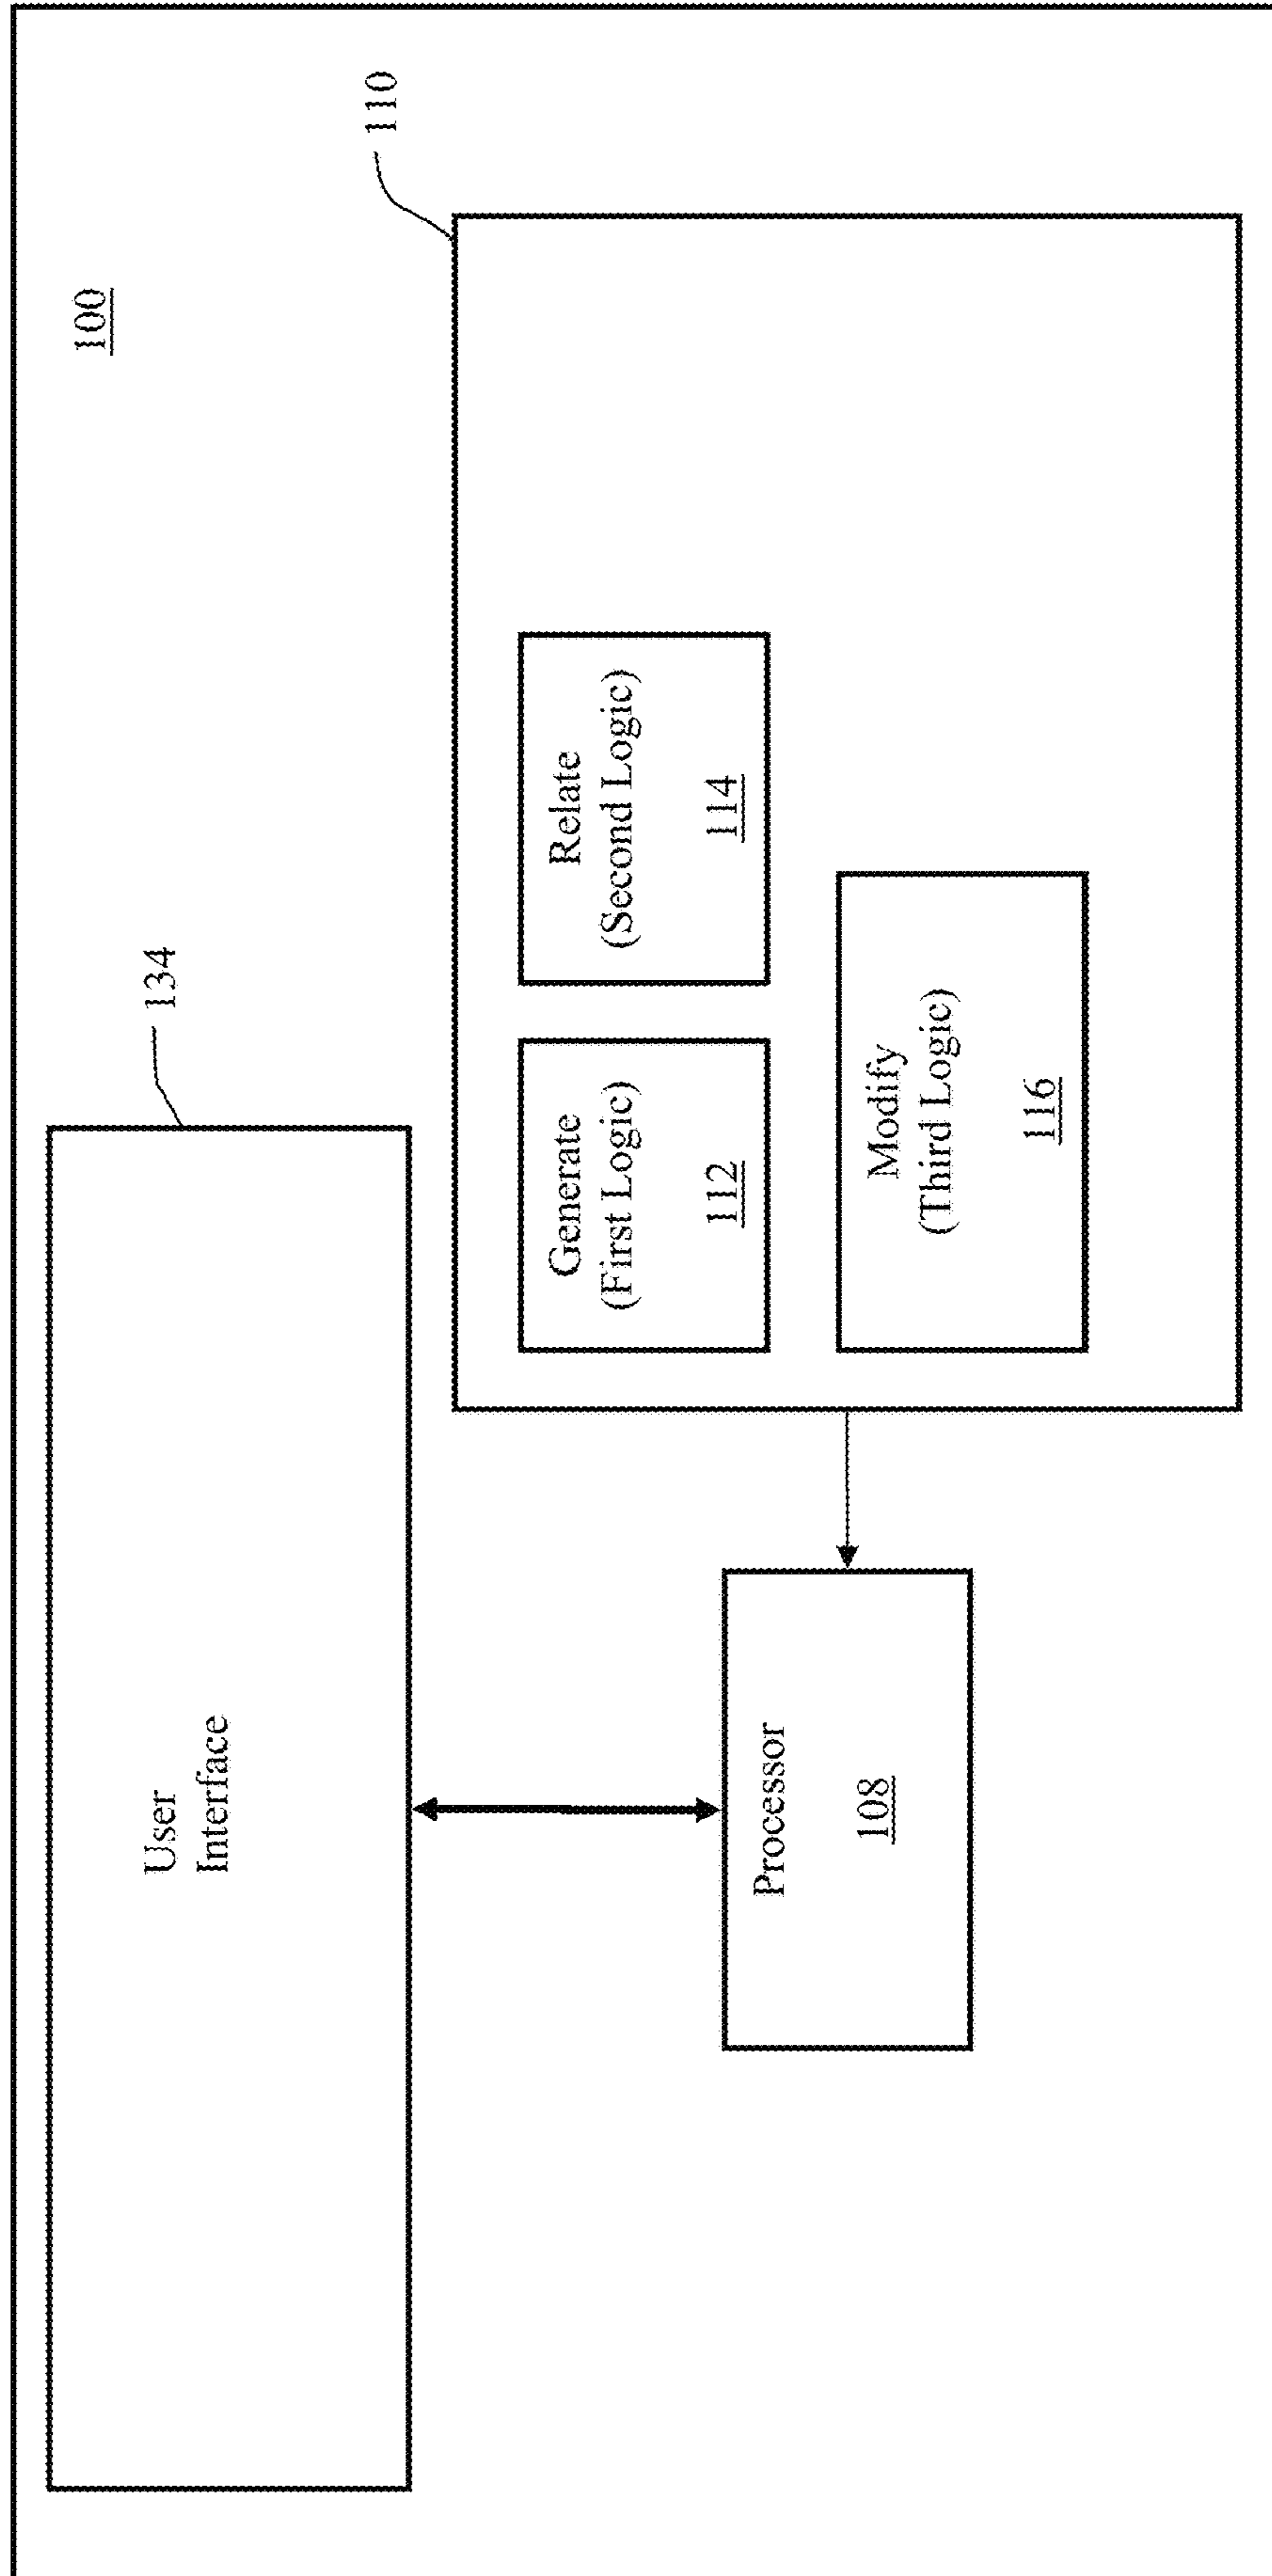 100
134
User
Interface
110
Generate
(First Logic)
112
Relate
(Second Logic)
114
Modify
(Third Logic)
116
Processor
108